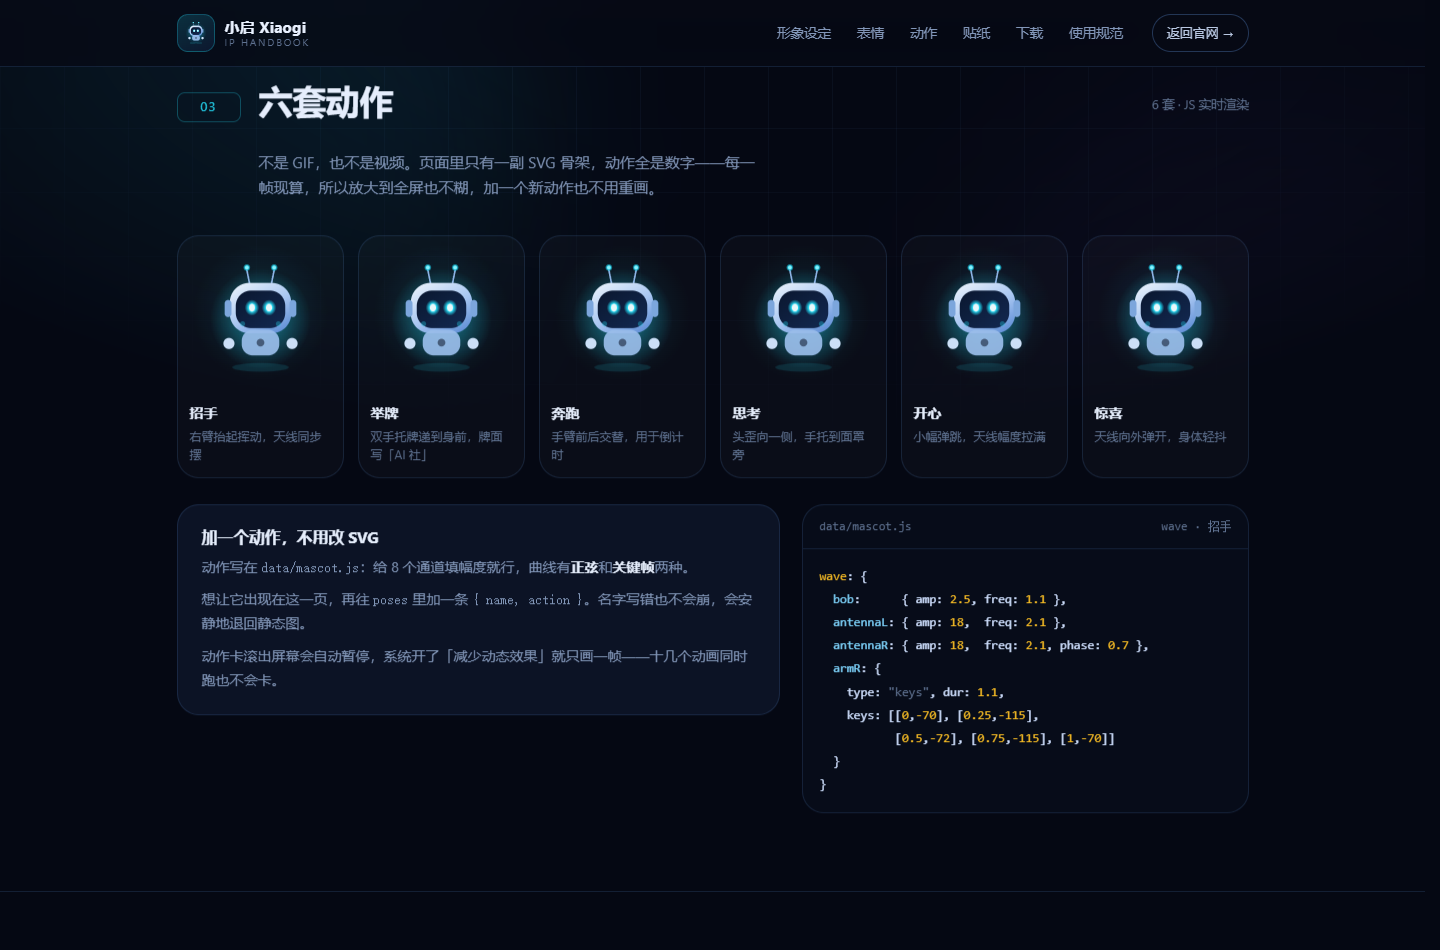 小启 Xiaogi
IP HANDBOOK
形象设定 表情 动作 贴纸 下载 使用规范 返回官网 →
03 六套动作 6 套 · JS 实时渲染
不是 GIF，也不是视频。页面里只有一副 SVG 骨架，动作全是数字——每一
帧现算，所以放大到全屏也不糊，加一个新动作也不用重画。
招手
右臂抬起挥动，天线同步
摆
举牌
双手托牌递到身前，牌面
写「AI 社」
奔跑
手臂前后交替，用于倒计
时
思考
头歪向一侧，手托到面罩
旁
开心
小幅弹跳，天线幅度拉满
惊喜
天线向外弹开，身体轻抖
加一个动作，不用改 SVG
动作写在 data/mascot.js：给 8 个通道填幅度就行，曲线有正弦和关键帧两种。
想让它出现在这一页，再往 poses 里加一条 { name, action }。名字写错也不会崩，会安
静地退回静态图。
动作卡滚出屏幕会自动暂停，系统开了「减少动态效果」就只画一帧——十几个动画同时
跑也不会卡。
data/mascot.js wave · 招手
wave: {
bob: { amp: 2.5, freq: 1.1 },
antennaL: { amp: 18, freq: 2.1 },
antennaR: { amp: 18, freq: 2.1, phase: 0.7 },
armR: {
type: "keys", dur: 1.1,
keys: [[0,-70], [0.25,-115],
[0.5,-72], [0.75,-115], [1,-70]]
}
}